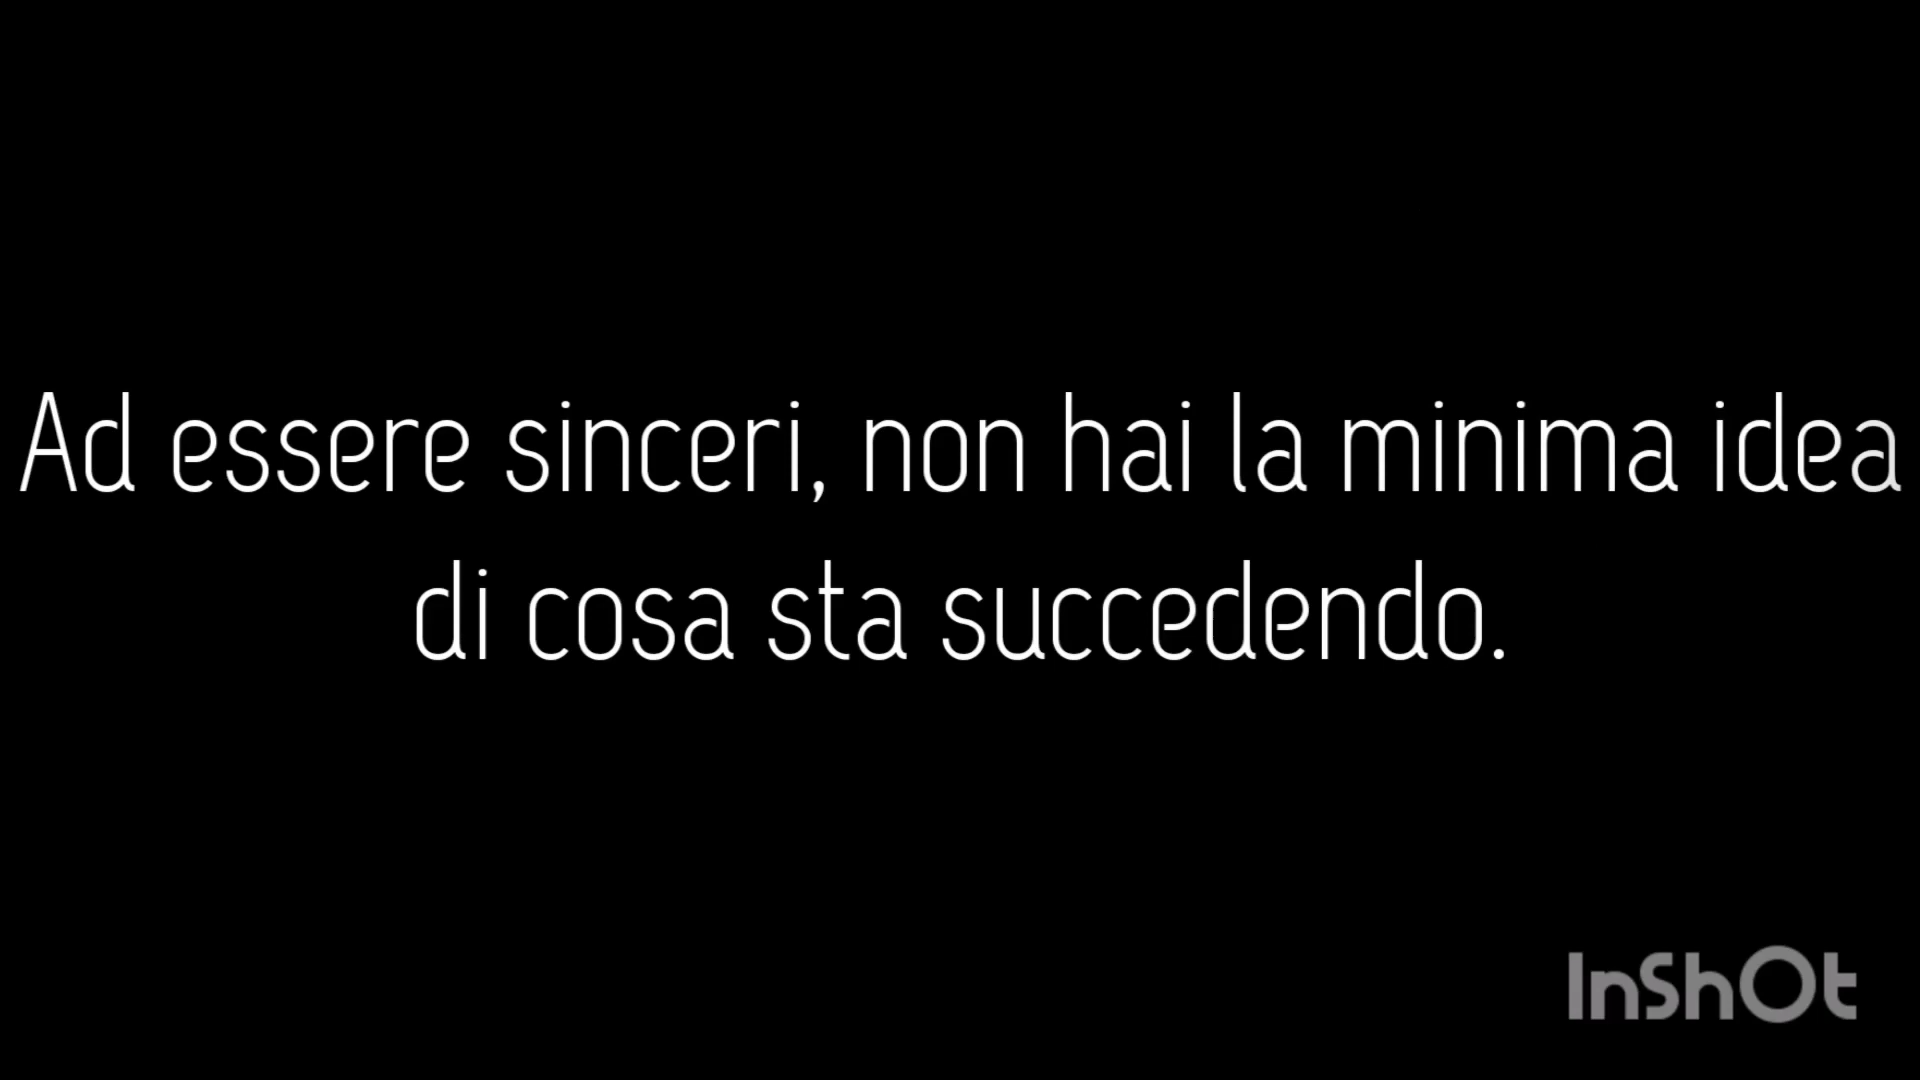 Ad essere sinceri, non hai la minima idea
di cosa sta succedendo.
InShOt